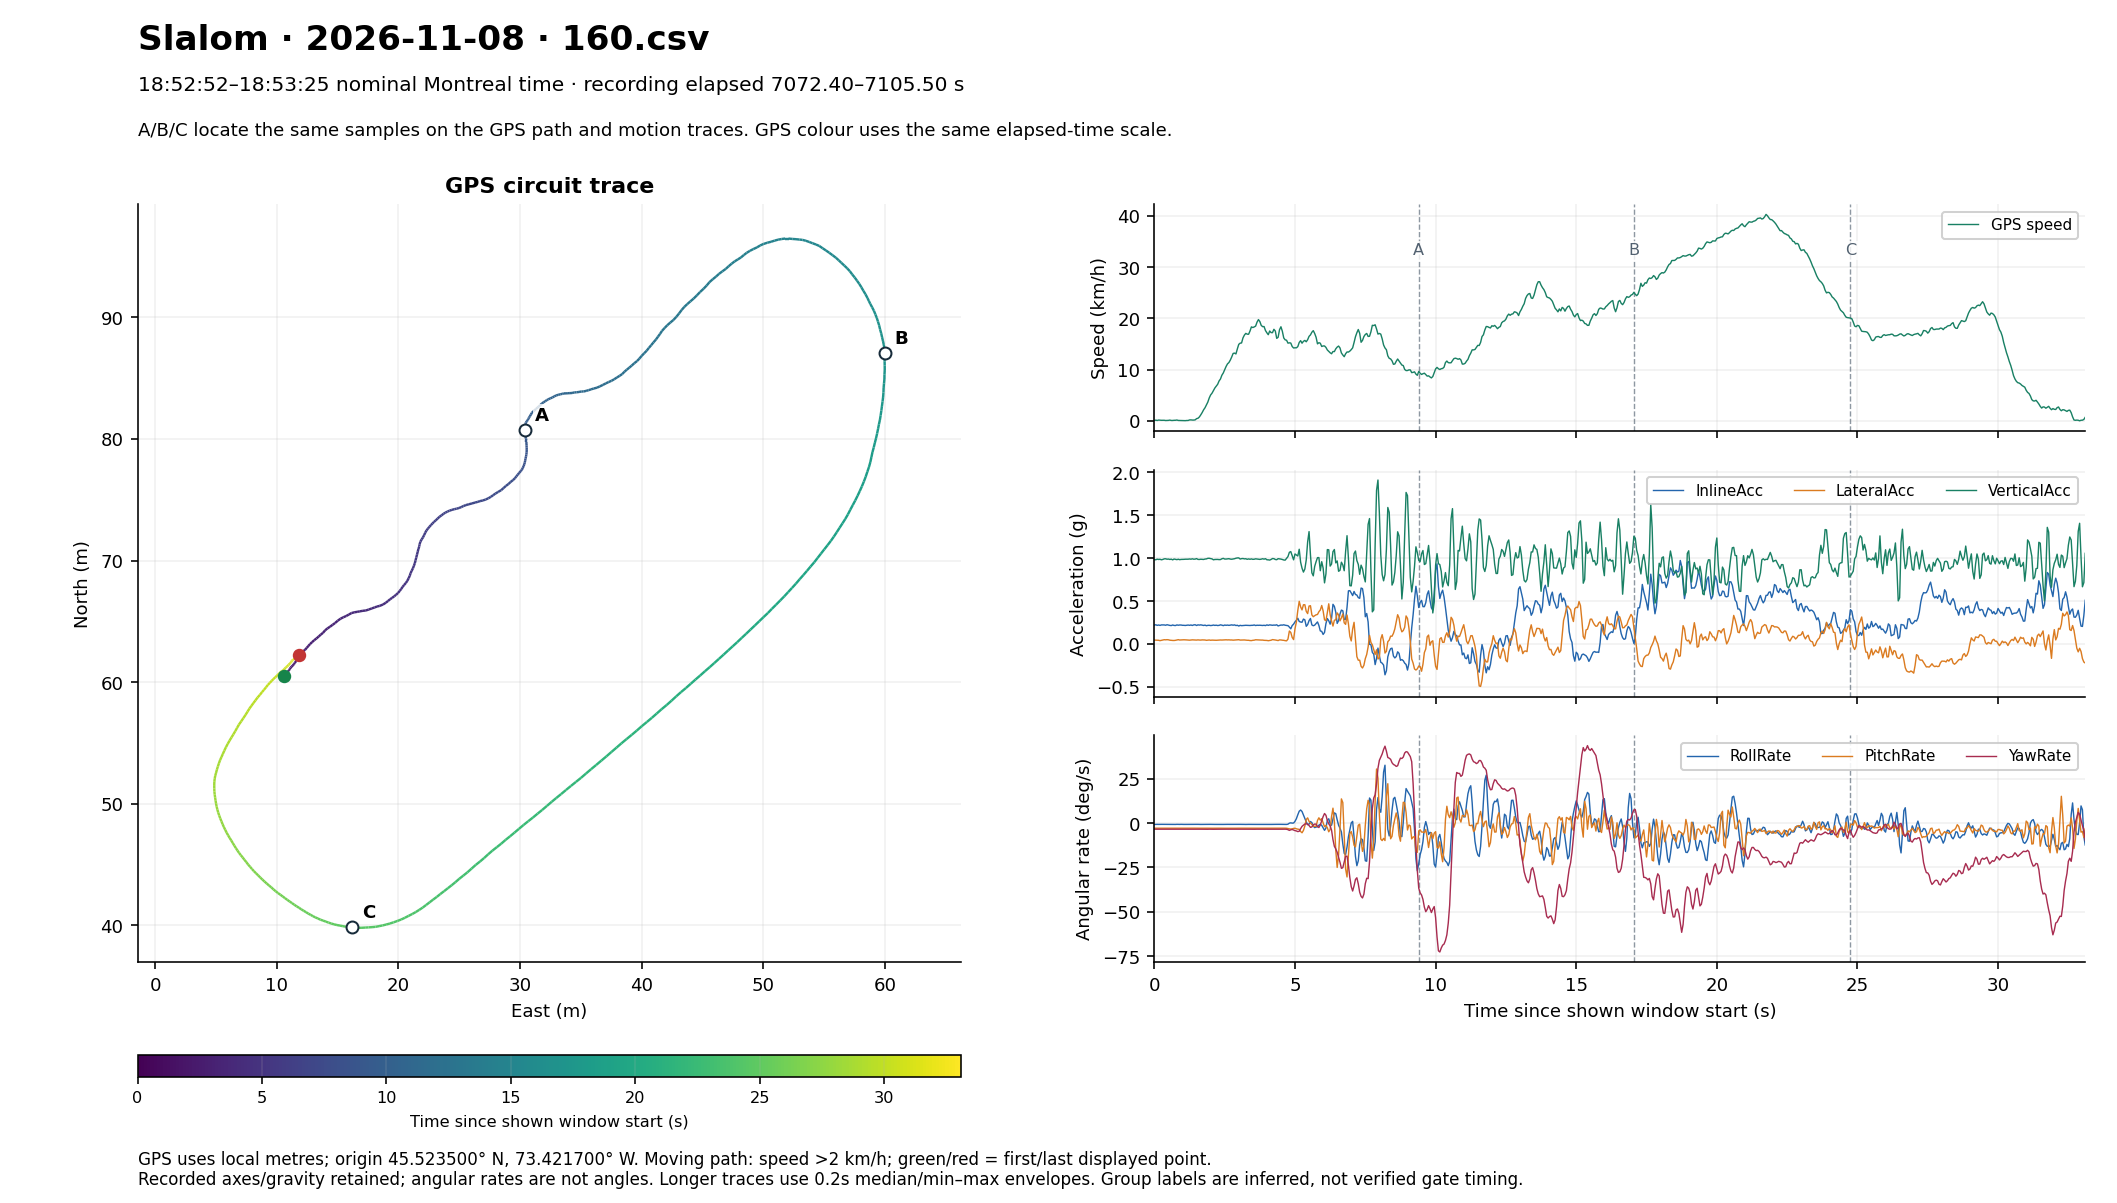 Slalom · 2026-11-08 · 160.csv
18:52:52–18:53:25 nominal Montreal time · recording elapsed 7072.40–7105.50 s
A/B/C locate the same samples on the GPS path and motion traces. GPS colour uses the same elapsed-time scale.
GPS circuit trace
90
80
70
60
50
40
North (m)
A
B
C
0 10 20 30 40 50 60
East (m)
0 5 10 15 20 25 30
Time since shown window start (s)
40
30
20
10
0
Speed (km/h)
A B C
GPS speed
2.0
1.5
1.0
0.5
0.0
−0.5
Acceleration (g)
InlineAcc LateralAcc VerticalAcc
25
0
−25
−50
−75
Angular rate (deg/s)
RollRate PitchRate YawRate
0 5 10 15 20 25 30
Time since shown window start (s)
GPS uses local metres; origin 45.523500° N, 73.421700° W. Moving path: speed >2 km/h; green/red = first/last displayed point.
Recorded axes/gravity retained; angular rates are not angles. Longer traces use 0.2s median/min–max envelopes. Group labels are inferred, not verified gate timing.